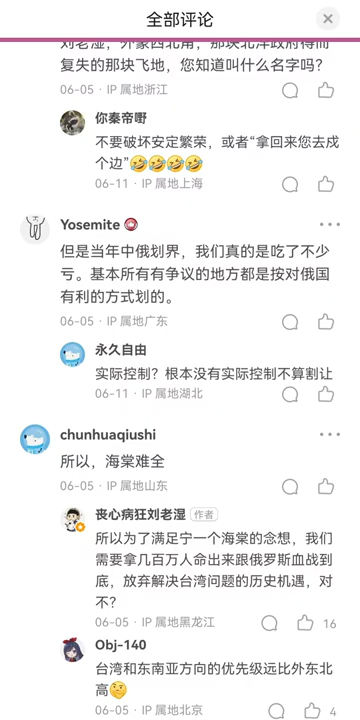 全部评论
刘老湿，外蒙西北角，那块北洋政府得而
复失的那块飞地，您知道叫什么名字吗？
06-05 · IP 属地浙江
你秦帝嘢
不要破坏安定繁荣，或者“拿回来您去戍
个边”🤣🤣🤣🤣
06-11 · IP 属地上海
Yosemite
但是当年中俄划界，我们真的是吃了不少
亏。基本所有有争议的地方都是按对俄国
有利的方式划的。
06-05 · IP 属地广东
永久自由
实际控制？根本没有实际控制不算割让
06-11 · IP 属地湖北
chunhuaqiushi
所以，海棠难全
06-05 · IP 属地山东
丧心病狂刘老湿 作者
所以为了满足宁一个海棠的念想，我们
需要拿几百万人命出来跟俄罗斯血战到
底，放弃解决台湾问题的历史机遇，对
不？
06-05 · IP 属地黑龙江 16
Obj-140
台湾和东南亚方向的优先级远比外东北
高🤔
06-05 · IP 属地北京 4